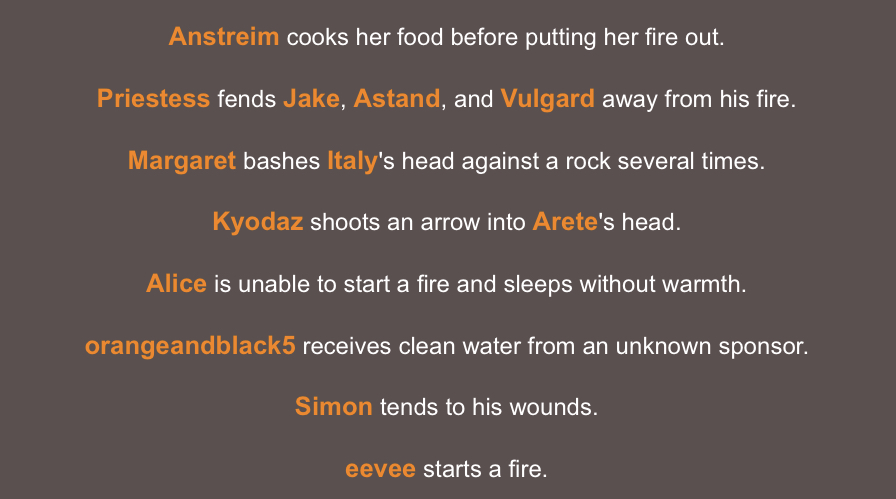 Anstreim cooks her food before putting her fire out.
Priestess fends Jake, Astand, and Vulgard away from his fire.
Margaret bashes Italy's head against a rock several times.
Kyodaz shoots an arrow into Arete's head.
Alice is unable to start a fire and sleeps without warmth.
orangeandblack5 receives clean water from an unknown sponsor.
Simon tends to his wounds.
eevee starts a fire.